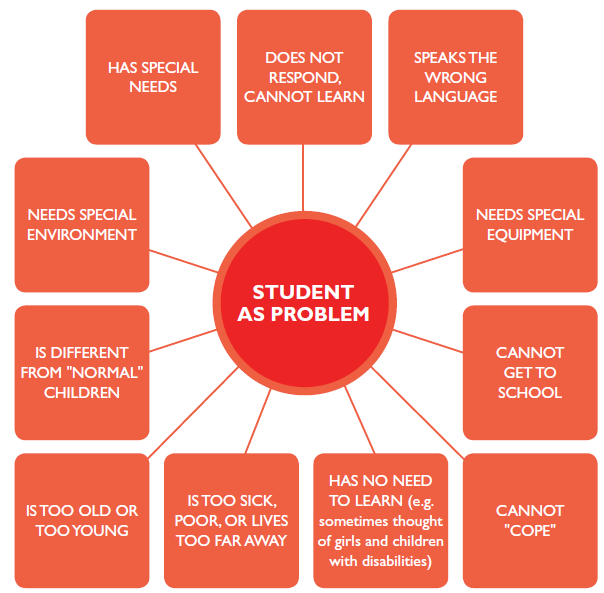 HAS SPECIAL
NEEDS
DOES NOT
RESPOND,
CANNOT LEARN
SPEAKS THE
WRONG
LANGUAGE
NEEDS SPECIAL
ENVIRONMENT
NEEDS SPECIAL
EQUIPMENT
STUDENT
AS PROBLEM
IS DIFFERENT
FROM "NORMAL"
CHILDREN
CANNOT
GET TO
SCHOOL
IS TOO OLD OR
TOO YOUNG
IS TOO SICK,
POOR, OR LIVES
TOO FAR AWAY
HAS NO NEED
TO LEARN (e.g.
sometimes thought
of girls and children
with disabilities)
CANNOT
"COPE"